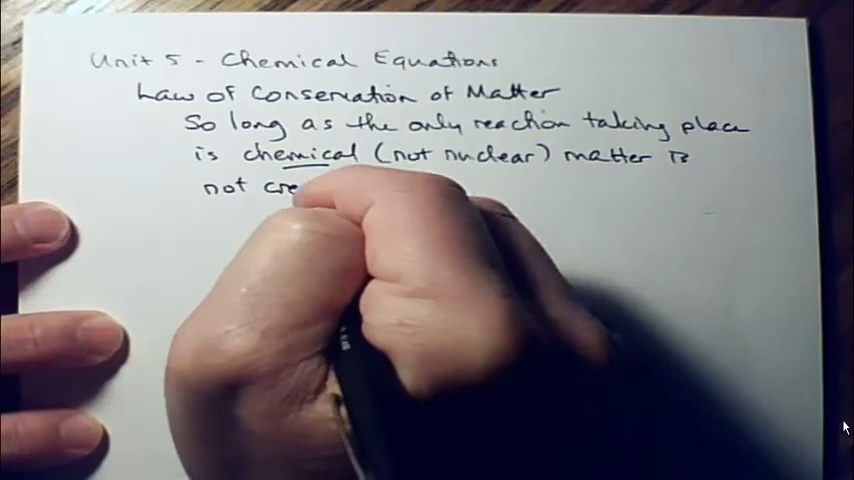 Unit 5 - Chemical Equations
Law of Conservation of Matter
So long as the only reaction taking place
is chemical (not nuclear) matter is
not cre